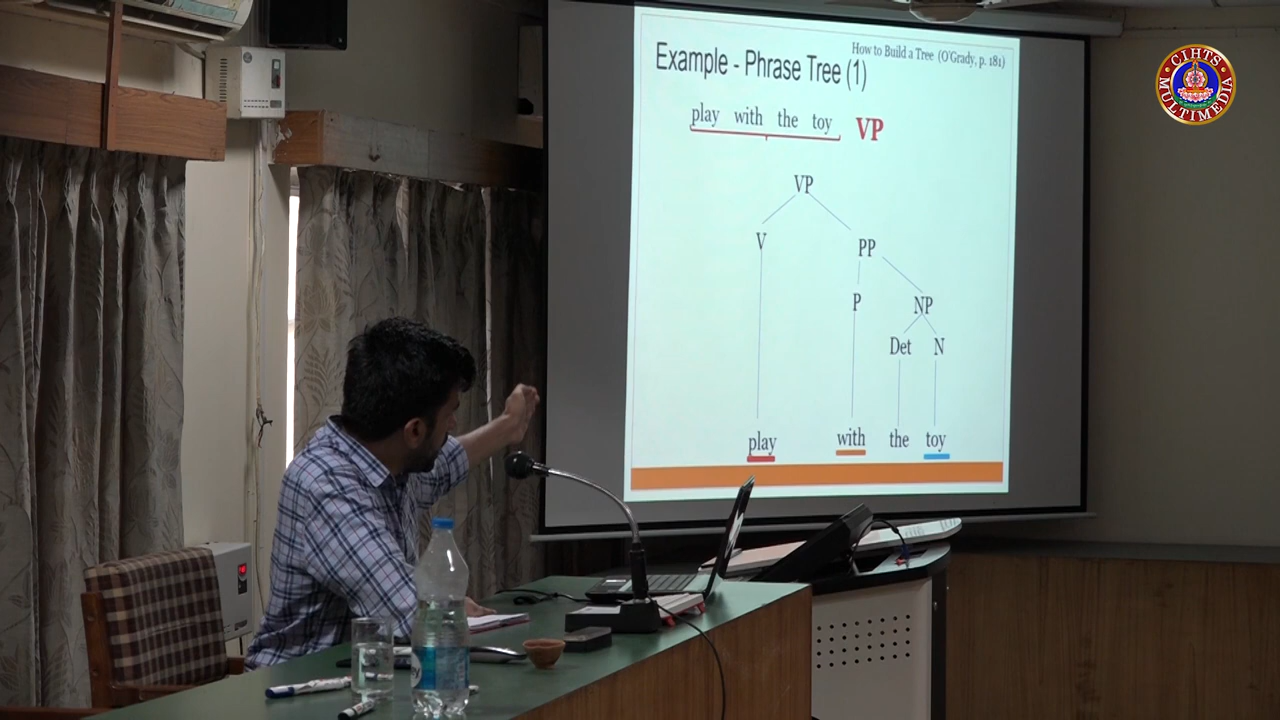 How to Build a Tree (O'Grady, p. 181)
Example - Phrase Tree (1)
play with the toy VP
VP
V PP
P NP
Det N
play with the toy
CIHTS
MULTIMEDIA